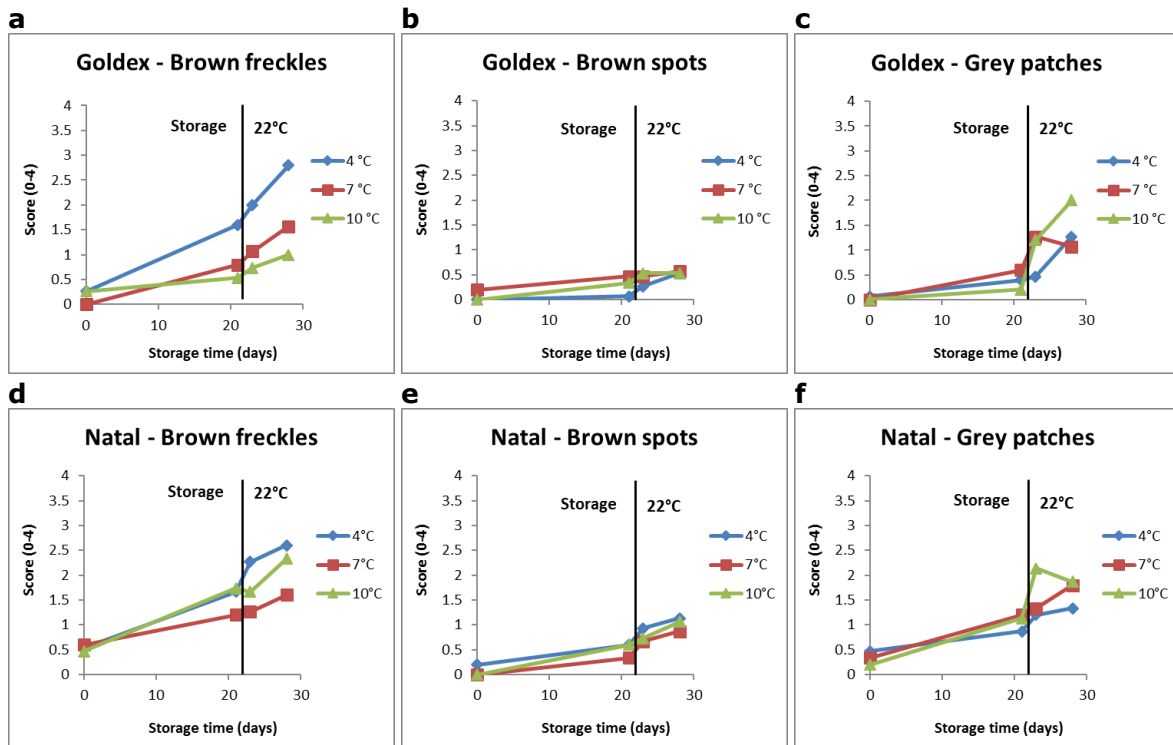 a
Goldex - Brown freckles
4
3.5
3
2.5
2
1.5
1
0.5
0
Score (0-4)
Storage
22°C
4 °C
7 °C
10 °C
0
10
20
30
Storage time (days)
b
Goldex - Brown spots
4
3.5
3
2.5
2
1.5
1
0.5
0
Score (0-4)
Storage
22°C
4 °C
7 °C
10 °C
0
10
20
30
Storage time (days)
c
Goldex - Grey patches
4
3.5
3
2.5
2
1.5
1
0.5
0
Score (0-4)
Storage
22°C
4 °C
7 °C
10 °C
0
10
20
30
Storage time (days)
d
Natal - Brown freckles
4
3.5
3
2.5
2
1.5
1
0.5
0
Score (0-4)
Storage
22°C
4°C
7°C
10°C
0
10
20
30
Storage time (days)
e
Natal - Brown spots
4
3.5
3
2.5
2
1.5
1
0.5
0
Score (0-4)
Storage
22°C
4°C
7°C
10°C
0
10
20
30
Storage time (days)
f
Natal - Grey patches
4
3.5
3
2.5
2
1.5
1
0.5
0
Score (0-4)
Storage
22°C
4°C
7°C
10°C
0
10
20
30
Storage time (days)